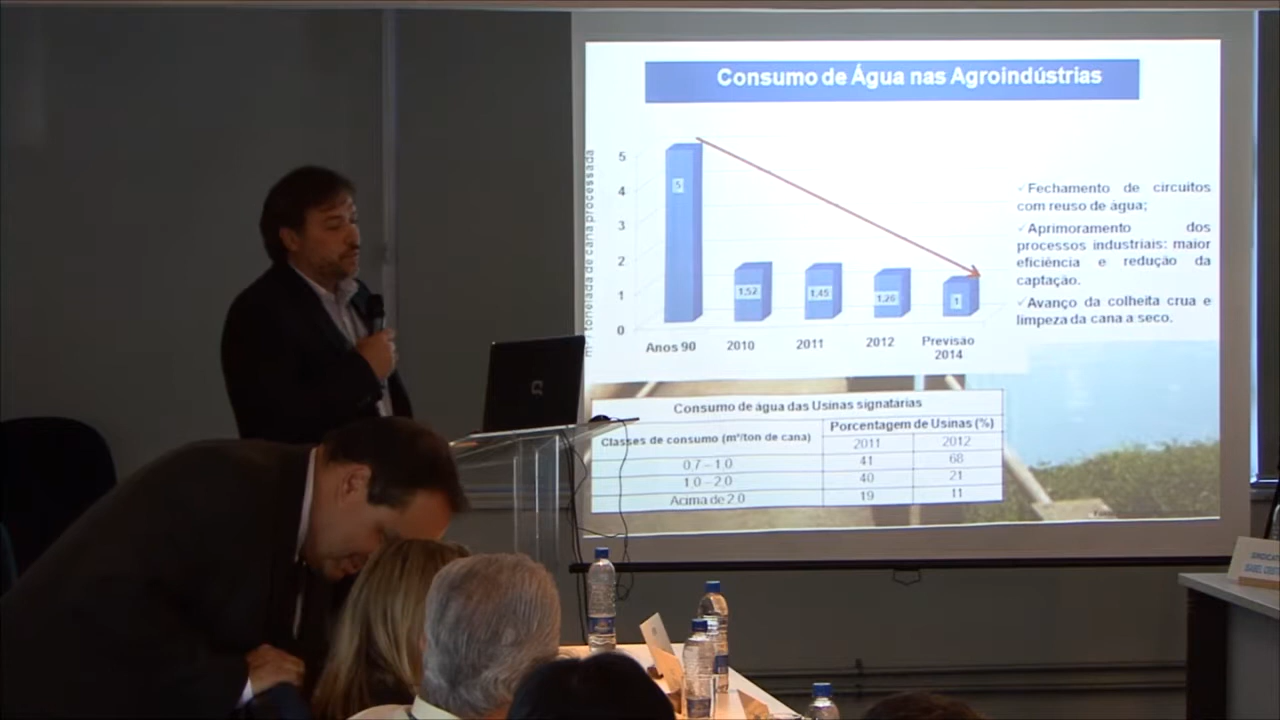 Consumo de Água nas Agroindústrias
m³/ tonelada de cana processada
5
4
3
2
1
0
5
1,52
1,45
1,26
1
Anos 90
2010
2011
2012
Previsão
2014
✓Fechamento de circuitos
com reuso de água;
✓Aprimoramento dos
processos industriais: maior
eficiência e redução da
captação.
✓Avanço da colheita crua e
limpeza da cana a seco.
Consumo de água das Usinas signatárias
Classes de consumo (m³/ton de cana) Porcentagem de Usinas (%)
2011 2012
0,7 – 1,0 41 68
1,0 – 2,0 40 21
Acima de 2,0 19 11